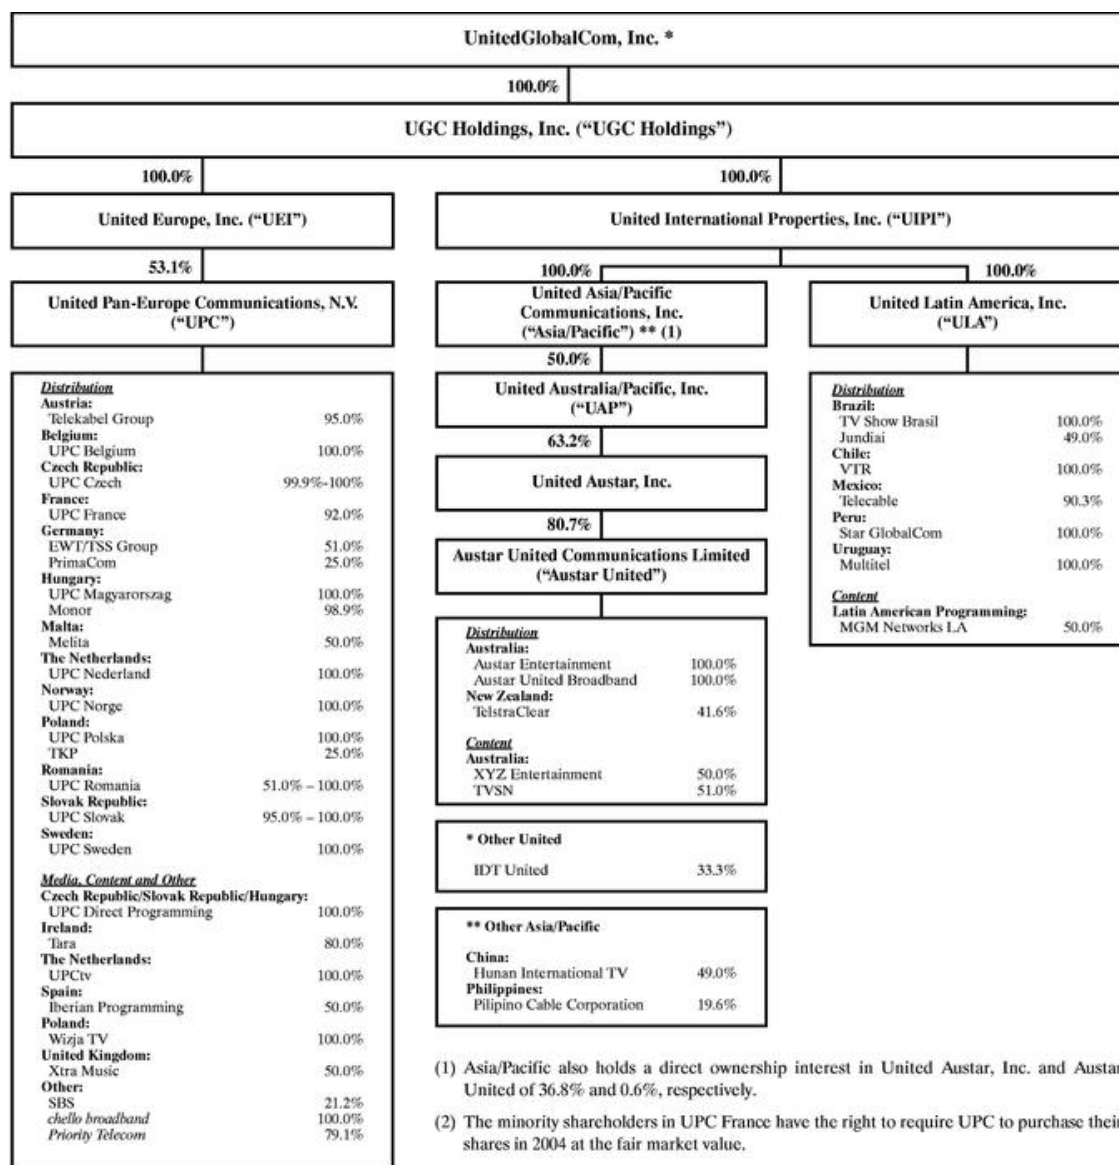 UnitedGlobalCom, Inc. *
100.0%
UGC Holdings, Inc. (“UGC Holdings”)
100.0%
100.0%
United Europe, Inc. (“UEI”)
United International Properties, Inc. (“UIPI”)
53.1%
100.0%
100.0%
United Pan-Europe Communications, N.V.
(“UPC”)
United Asia/Pacific
Communications, Inc.
(“Asia/Pacific”) ** (1)
United Latin America, Inc.
(“ULA”)
50.0%
United Australia/Pacific, Inc.
(“UAP”)
63.2%
United Austar, Inc.
80.7%
Austar United Communications Limited
(“Austar United”)
Distribution
Austria:
Telekabel Group 95.0%
Belgium:
UPC Belgium 100.0%
Czech Republic:
UPC Czech 99.9%-100%
France:
UPC France 92.0%
Germany:
EWT/TSS Group 51.0%
PrimaCom 25.0%
Hungary:
UPC Magyarorszag 100.0%
Monor 98.9%
Malta:
Melita 50.0%
The Netherlands:
UPC Nederland 100.0%
Norway:
UPC Norge 100.0%
Poland:
UPC Polska 100.0%
TKP 25.0%
Romania:
UPC Romania 51.0% – 100.0%
Slovak Republic:
UPC Slovak 95.0% – 100.0%
Sweden:
UPC Sweden 100.0%
Media, Content and Other
Czech Republic/Slovak Republic/Hungary:
UPC Direct Programming 100.0%
Ireland:
Tara 80.0%
The Netherlands:
UPCtv 100.0%
Spain:
Iberian Programming 50.0%
Poland:
Wizja TV 100.0%
United Kingdom:
Xtra Music 50.0%
Other:
SBS 21.2%
chello broadband 100.0%
Priority Telecom 79.1%
Distribution
Australia:
Austar Entertainment 100.0%
Austar United Broadband 100.0%
New Zealand:
TelstraClear 41.6%
Content
Australia:
XYZ Entertainment 50.0%
TVSN 51.0%
* Other United
IDT United 33.3%
** Other Asia/Pacific
China:
Hunan International TV 49.0%
Philippines:
Pilipino Cable Corporation 19.6%
Distribution
Brazil:
TV Show Brasil 100.0%
Jundiai 49.0%
Chile:
VTR 100.0%
Mexico:
Telecable 90.3%
Peru:
Star GlobalCom 100.0%
Uruguay:
Multitel 100.0%
Content
Latin American Programming:
MGM Networks LA 50.0%
(1) Asia/Pacific also holds a direct ownership interest in United Austar, Inc. and Austar
United of 36.8% and 0.6%, respectively.
(2) The minority shareholders in UPC France have the right to require UPC to purchase their
shares in 2004 at the fair market value.